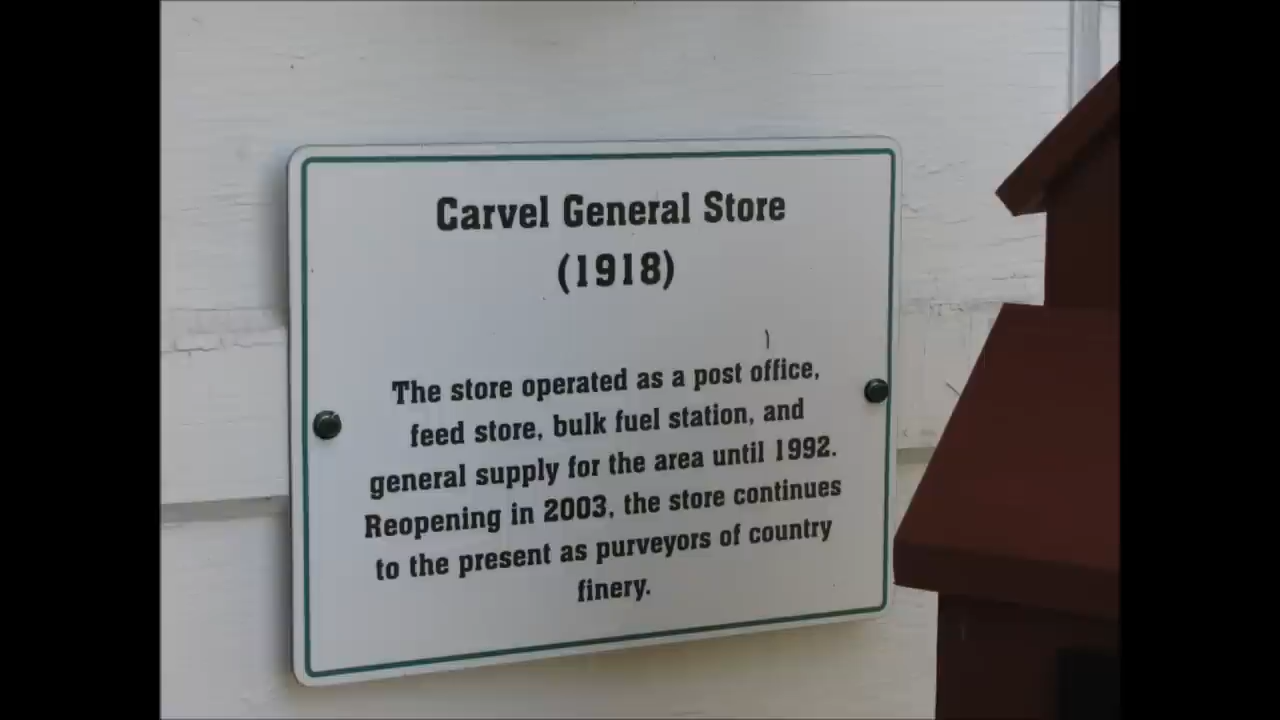 Carvel General Store
(1918)
The store operated as a post office,
feed store, bulk fuel station, and
general supply for the area until 1992.
Reopening in 2003, the store continues
to the present as purveyors of country
finery.